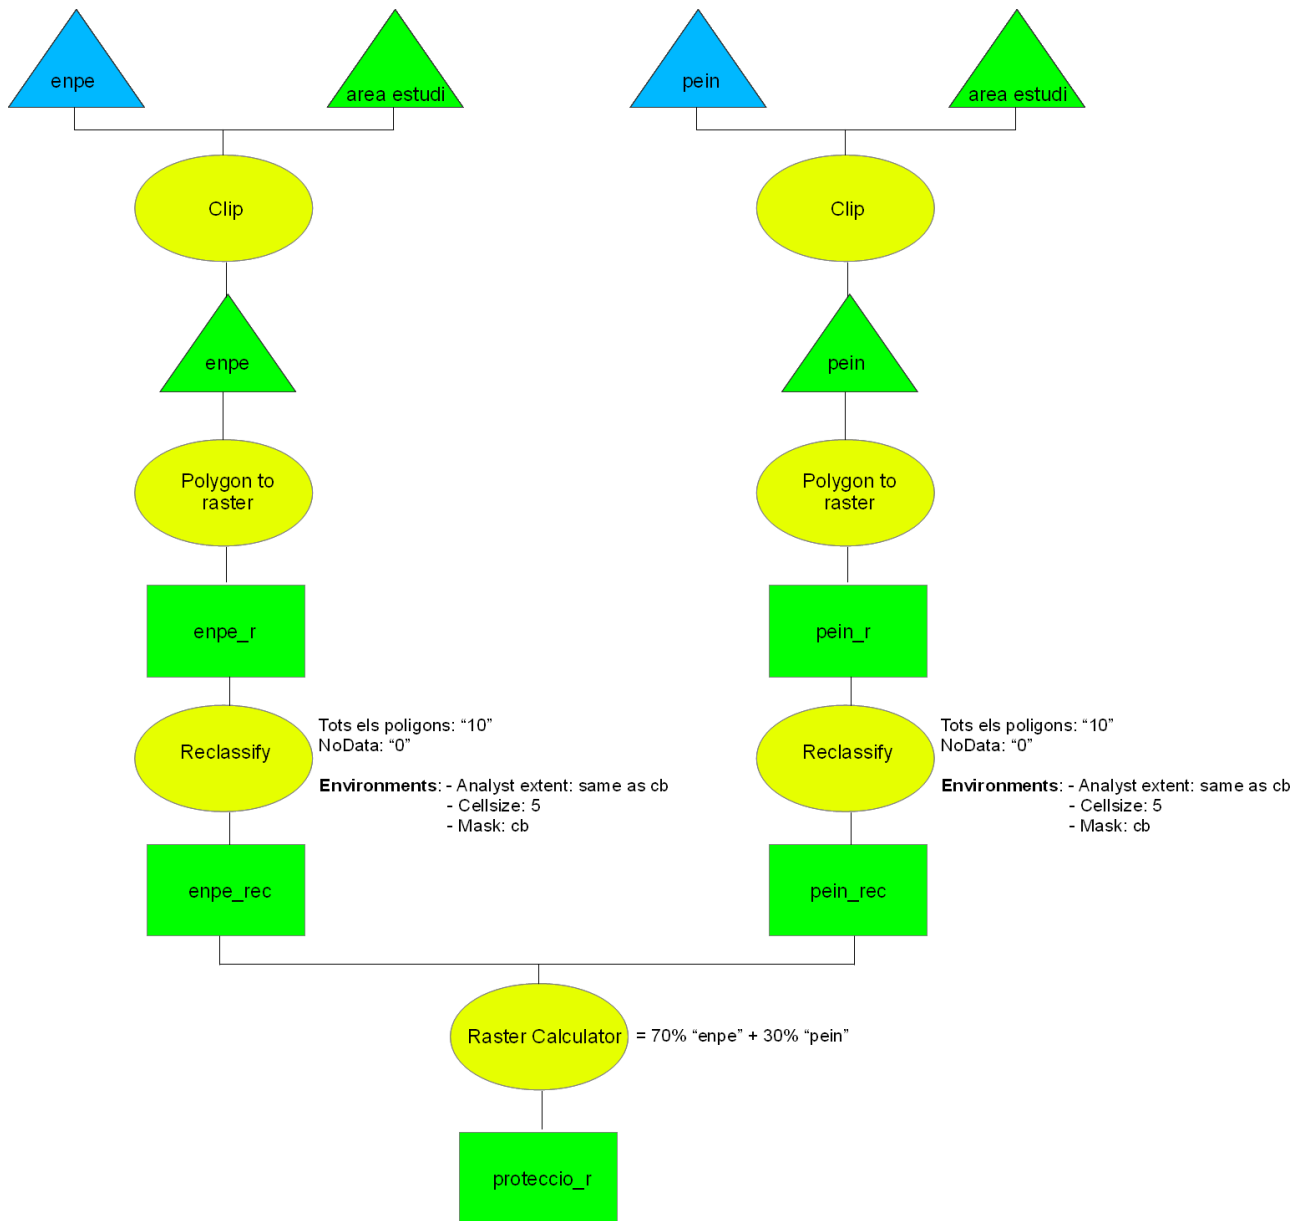 enpe
area estudi
pein
area estudi
Clip
Clip
enpe
pein
Polygon to
raster
Polygon to
raster
enpe_r
pein_r
Reclassify
Tots els poligons: “10”
NoData: “0”
Environments: - Analyst extent: same as cb
- Cellsize: 5
- Mask: cb
Reclassify
Tots els poligons: “10”
NoData: “0”
Environments: - Analyst extent: same as cb
- Cellsize: 5
- Mask: cb
enpe_rec
pein_rec
Raster Calculator = 70% “enpe” + 30% “pein”
proteccio_r